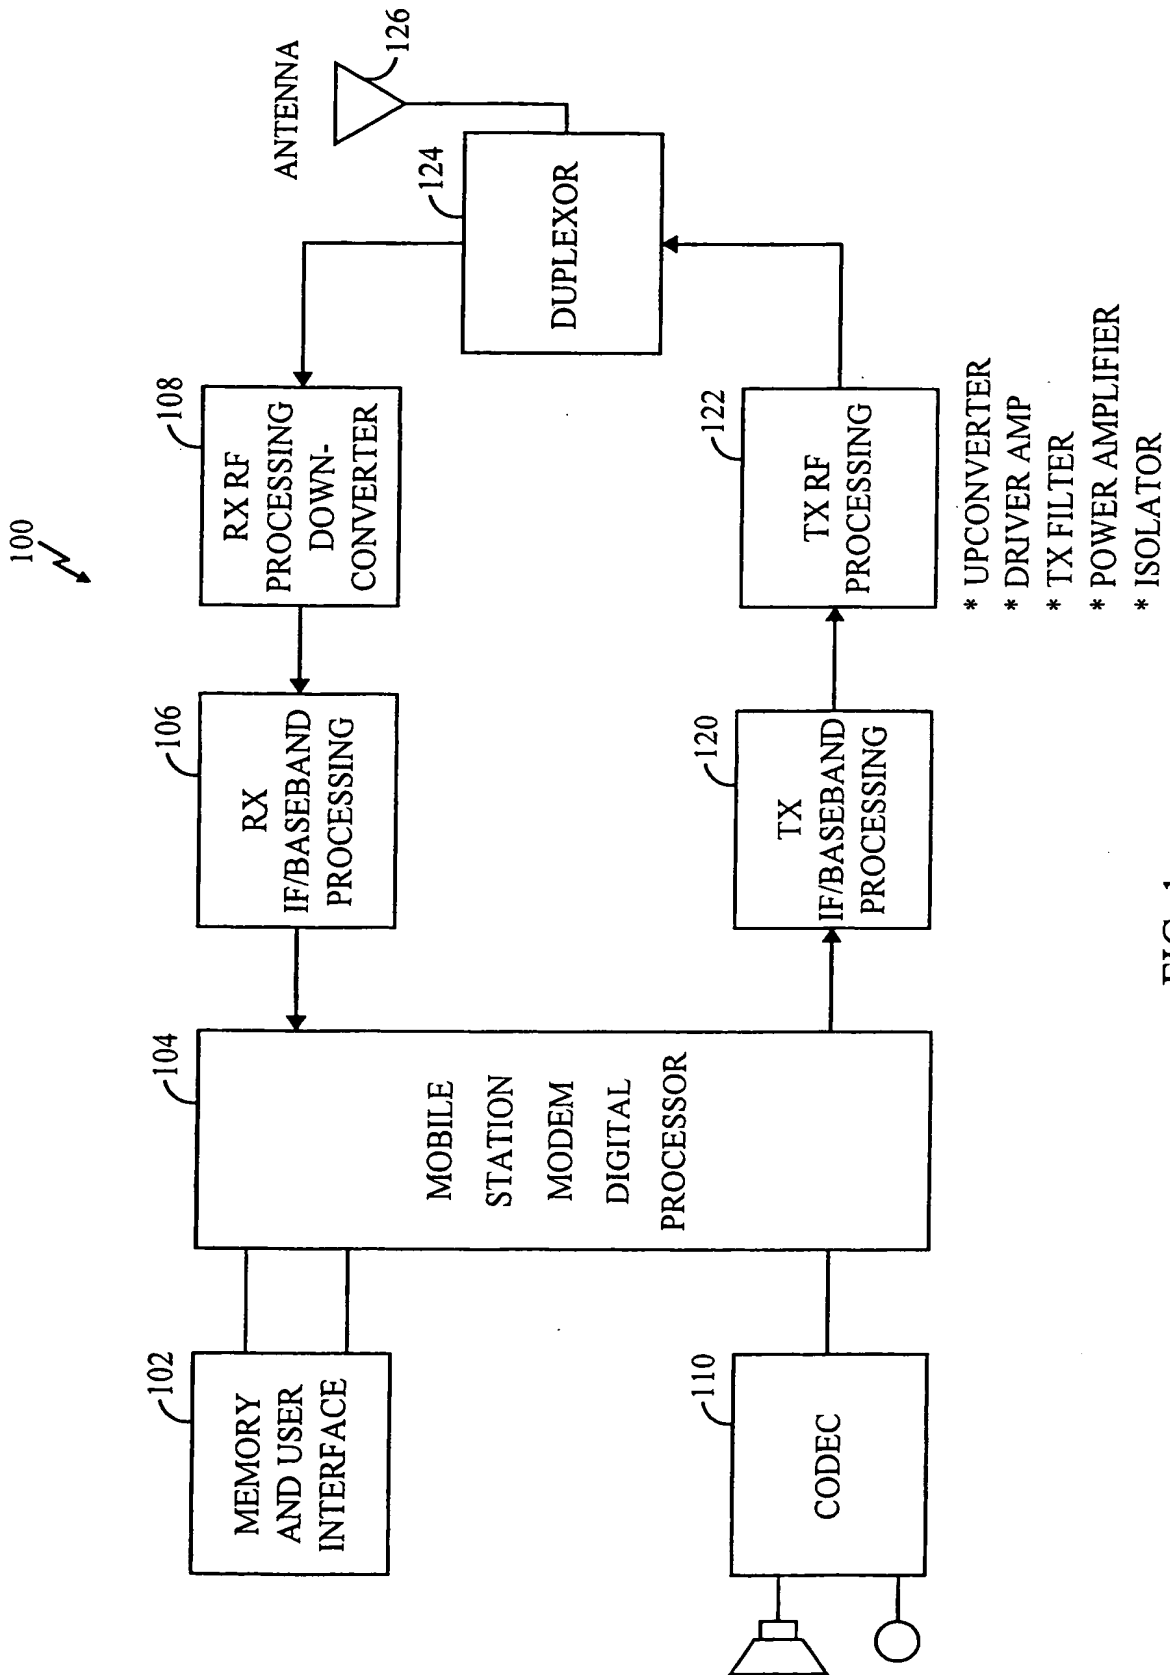 100
102
MEMORY
AND USER
INTERFACE
104
MOBILE
STATION
MODEM
DIGITAL
PROCESSOR
106
RX
IF/BASEBAND
PROCESSING
108
RX RF
PROCESSING
DOWN-
CONVERTER
ANTENNA
126
124
DUPLEXOR
110
CODEC
120
TX
IF/BASEBAND
PROCESSING
122
TX RF
PROCESSING
* UPCONVERTER
* DRIVER AMP
* TX FILTER
* POWER AMPLIFIER
* ISOLATOR
FIG. 1